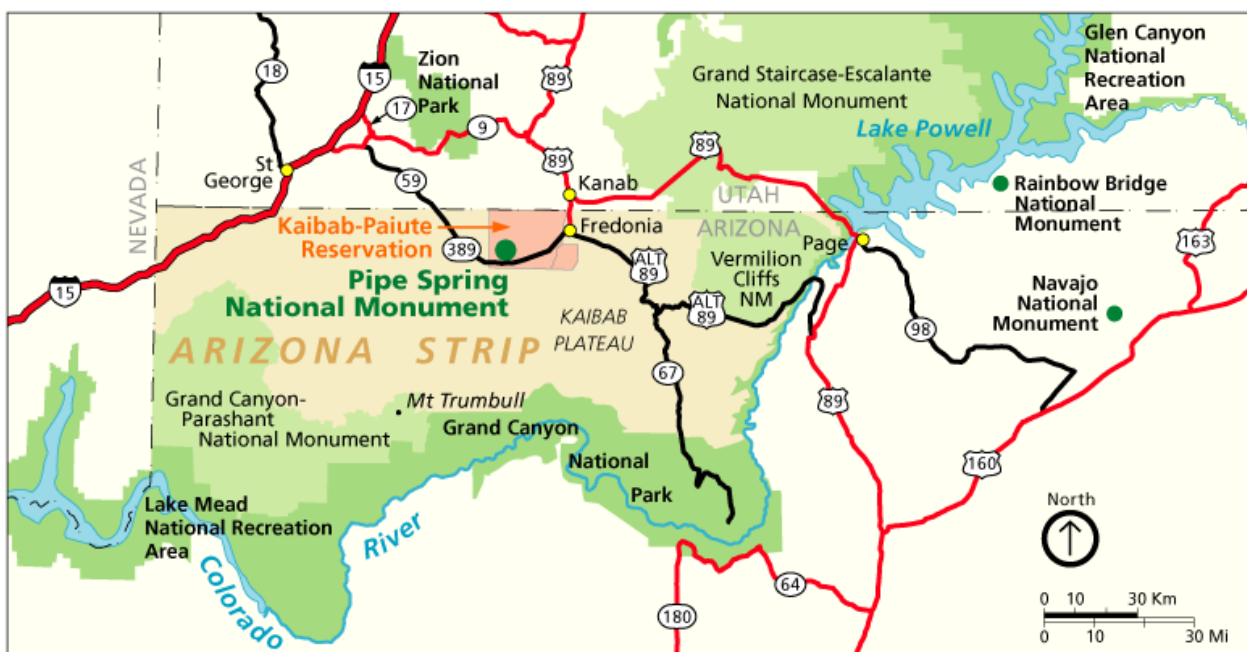 18
15
17
Zion
National
Park
89
9
89
Grand Staircase-Escalante
National Monument
Glen Canyon
National
Recreation
Area
Lake Powell
89
St
George
59
Kanab
UTAH
Rainbow Bridge
National
Monument
NEVADA
Kaibab-Paiute
Reservation
Fredonia
ARIZONA
Page
163
389
ALT
89
Vermilion
Cliffs
NM
15
Pipe Spring
National Monument
ALT
89
Navajo
National
Monument
KAIBAB
PLATEAU
98
ARIZONA STRIP
67
89
Grand Canyon-
Parashant
National Monument
Mt Trumbull
Grand Canyon
National
Park
160
Lake Mead
National Recreation
Area
River
Colorado
North
64
180
0 10 30 Km
0 10 30 Mi